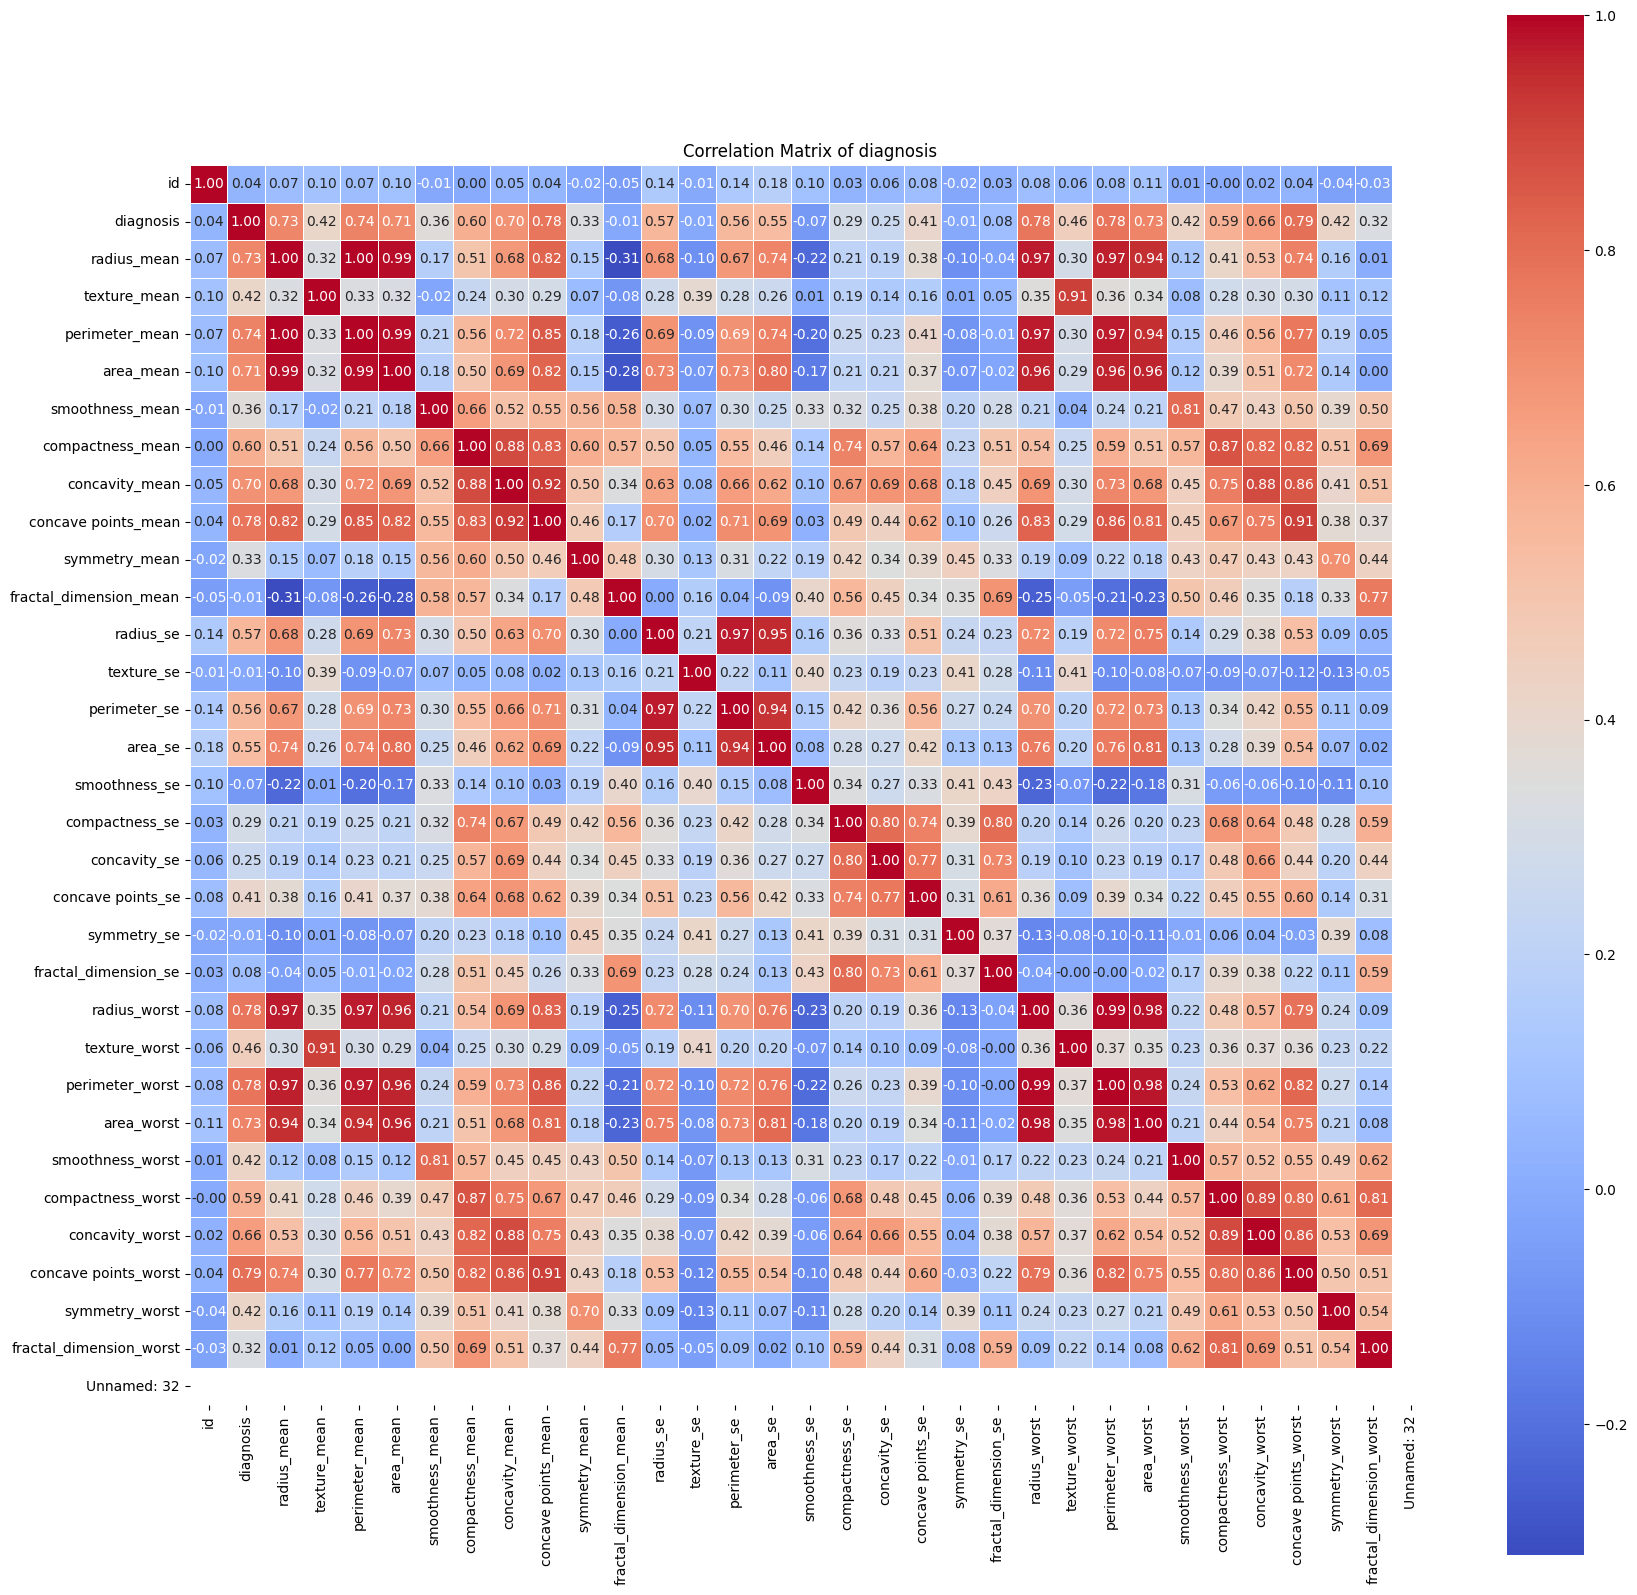 Correlation Matrix of diagnosis
id 1.00 0.04 0.07 0.10 0.07 0.10 -0.01 0.00 0.05 0.04 -0.02 -0.05 0.14 -0.01 0.14 0.18 0.10 0.03 0.06 0.08 -0.02 0.03 0.08 0.06 0.08 0.11 0.01 -0.00 0.02 0.04 -0.04 -0.03
diagnosis 0.04 1.00 0.73 0.42 0.74 0.71 0.36 0.60 0.70 0.78 0.33 -0.01 0.57 -0.01 0.56 0.55 -0.07 0.29 0.25 0.41 -0.01 0.08 0.78 0.46 0.78 0.73 0.42 0.59 0.66 0.79 0.42 0.32
radius_mean 0.07 0.73 1.00 0.32 1.00 0.99 0.17 0.51 0.68 0.82 0.15 -0.31 0.68 -0.10 0.67 0.74 -0.22 0.21 0.19 0.38 -0.10 -0.04 0.97 0.30 0.97 0.94 0.12 0.41 0.53 0.74 0.16 0.01
texture_mean 0.10 0.42 0.32 1.00 0.33 0.32 -0.02 0.24 0.30 0.29 0.07 -0.08 0.28 0.39 0.28 0.26 0.01 0.19 0.14 0.16 0.01 0.05 0.35 0.91 0.36 0.34 0.08 0.28 0.30 0.30 0.11 0.12
perimeter_mean 0.07 0.74 1.00 0.33 1.00 0.99 0.21 0.56 0.72 0.85 0.18 -0.26 0.69 -0.09 0.69 0.74 -0.20 0.25 0.23 0.41 -0.08 -0.01 0.97 0.30 0.97 0.94 0.15 0.46 0.56 0.77 0.19 0.05
area_mean 0.10 0.71 0.99 0.32 0.99 1.00 0.18 0.50 0.69 0.82 0.15 -0.28 0.73 -0.07 0.73 0.80 -0.17 0.21 0.21 0.37 -0.07 -0.02 0.96 0.29 0.96 0.96 0.12 0.39 0.51 0.72 0.14 0.00
smoothness_mean -0.01 0.36 0.17 -0.02 0.21 0.18 1.00 0.66 0.52 0.55 0.56 0.58 0.30 0.07 0.30 0.25 0.33 0.32 0.25 0.38 0.20 0.28 0.21 0.04 0.24 0.21 0.81 0.47 0.43 0.50 0.39 0.50
compactness_mean 0.00 0.60 0.51 0.24 0.56 0.50 0.66 1.00 0.88 0.83 0.60 0.57 0.50 0.05 0.55 0.46 0.14 0.74 0.57 0.64 0.23 0.51 0.54 0.25 0.59 0.51 0.57 0.87 0.82 0.82 0.51 0.69
concavity_mean 0.05 0.70 0.68 0.30 0.72 0.69 0.52 0.88 1.00 0.92 0.50 0.34 0.63 0.08 0.66 0.62 0.10 0.67 0.69 0.68 0.18 0.45 0.69 0.30 0.73 0.68 0.45 0.75 0.88 0.86 0.41 0.51
concave points_mean 0.04 0.78 0.82 0.29 0.85 0.82 0.55 0.83 0.92 1.00 0.46 0.17 0.70 0.02 0.71 0.69 0.03 0.49 0.44 0.62 0.10 0.26 0.83 0.29 0.86 0.81 0.45 0.67 0.75 0.91 0.38 0.37
symmetry_mean -0.02 0.33 0.15 0.07 0.18 0.15 0.56 0.60 0.50 0.46 1.00 0.48 0.30 0.13 0.31 0.22 0.19 0.42 0.34 0.39 0.45 0.33 0.19 0.09 0.22 0.18 0.43 0.47 0.43 0.43 0.70 0.44
fractal_dimension_mean -0.05 -0.01 -0.31 -0.08 -0.26 -0.28 0.58 0.57 0.34 0.17 0.48 1.00 0.00 0.16 0.04 -0.09 0.40 0.56 0.45 0.34 0.35 0.69 -0.25 -0.05 -0.21 -0.23 0.50 0.46 0.35 0.18 0.33 0.77
radius_se 0.14 0.57 0.68 0.28 0.69 0.73 0.30 0.50 0.63 0.70 0.30 0.00 1.00 0.21 0.97 0.95 0.16 0.36 0.33 0.51 0.24 0.23 0.72 0.19 0.72 0.75 0.14 0.29 0.38 0.53 0.09 0.05
texture_se -0.01 -0.01 -0.10 0.39 -0.09 -0.07 0.07 0.05 0.08 0.02 0.13 0.16 0.21 1.00 0.22 0.11 0.40 0.23 0.19 0.23 0.41 0.28 -0.11 0.41 -0.10 -0.08 -0.07 -0.09 -0.07 -0.12 -0.13 -0.05
perimeter_se 0.14 0.56 0.67 0.28 0.69 0.73 0.30 0.55 0.66 0.71 0.31 0.04 0.97 0.22 1.00 0.94 0.15 0.42 0.36 0.56 0.27 0.24 0.70 0.20 0.72 0.73 0.13 0.34 0.42 0.55 0.11 0.09
area_se 0.18 0.55 0.74 0.26 0.74 0.80 0.25 0.46 0.62 0.69 0.22 -0.09 0.95 0.11 0.94 1.00 0.08 0.28 0.27 0.42 0.13 0.13 0.76 0.20 0.76 0.81 0.13 0.28 0.39 0.54 0.07 0.02
smoothness_se 0.10 -0.07 -0.22 0.01 -0.20 -0.17 0.33 0.14 0.10 0.03 0.19 0.40 0.16 0.40 0.15 0.08 1.00 0.34 0.27 0.33 0.41 0.43 -0.23 -0.07 -0.22 -0.18 0.31 -0.06 -0.06 -0.10 -0.11 0.10
compactness_se 0.03 0.29 0.21 0.19 0.25 0.21 0.32 0.74 0.67 0.49 0.42 0.56 0.36 0.23 0.42 0.28 0.34 1.00 0.80 0.74 0.39 0.80 0.20 0.14 0.26 0.20 0.23 0.68 0.64 0.48 0.28 0.59
concavity_se 0.06 0.25 0.19 0.14 0.23 0.21 0.25 0.57 0.69 0.44 0.34 0.45 0.33 0.19 0.36 0.27 0.27 0.80 1.00 0.77 0.31 0.73 0.19 0.10 0.23 0.19 0.17 0.48 0.66 0.44 0.20 0.44
concave points_se 0.08 0.41 0.38 0.16 0.41 0.37 0.38 0.64 0.68 0.62 0.39 0.34 0.51 0.23 0.56 0.42 0.33 0.74 0.77 1.00 0.31 0.61 0.36 0.09 0.39 0.34 0.22 0.45 0.55 0.60 0.14 0.31
symmetry_se -0.02 -0.01 -0.10 0.01 -0.08 -0.07 0.20 0.23 0.18 0.10 0.45 0.35 0.24 0.41 0.27 0.13 0.41 0.39 0.31 0.31 1.00 0.37 -0.13 -0.08 -0.10 -0.11 -0.01 0.06 0.04 -0.03 0.39 0.08
fractal_dimension_se 0.03 0.08 -0.04 0.05 -0.01 -0.02 0.28 0.51 0.45 0.26 0.33 0.69 0.23 0.28 0.24 0.13 0.43 0.80 0.73 0.61 0.37 1.00 -0.04 -0.00 -0.00 -0.02 0.17 0.39 0.38 0.22 0.11 0.59
radius_worst 0.08 0.78 0.97 0.35 0.97 0.96 0.21 0.54 0.69 0.83 0.19 -0.25 0.72 -0.11 0.70 0.76 -0.23 0.20 0.19 0.36 -0.13 -0.04 1.00 0.36 0.99 0.98 0.22 0.48 0.57 0.79 0.24 0.09
texture_worst 0.06 0.46 0.30 0.91 0.30 0.29 0.04 0.25 0.30 0.29 0.09 -0.05 0.19 0.41 0.20 0.20 -0.07 0.14 0.10 0.09 -0.08 -0.00 0.36 1.00 0.37 0.35 0.23 0.36 0.37 0.36 0.23 0.22
perimeter_worst 0.08 0.78 0.97 0.36 0.97 0.96 0.24 0.59 0.73 0.86 0.22 -0.21 0.72 -0.10 0.72 0.76 -0.22 0.26 0.23 0.39 -0.10 -0.00 0.99 0.37 1.00 0.98 0.24 0.53 0.62 0.82 0.27 0.14
area_worst 0.11 0.73 0.94 0.34 0.94 0.96 0.21 0.51 0.68 0.81 0.18 -0.23 0.75 -0.08 0.73 0.81 -0.18 0.20 0.19 0.34 -0.11 -0.02 0.98 0.35 0.98 1.00 0.21 0.44 0.54 0.75 0.21 0.08
smoothness_worst 0.01 0.42 0.12 0.08 0.15 0.12 0.81 0.57 0.45 0.45 0.43 0.50 0.14 -0.07 0.13 0.13 0.31 0.23 0.17 0.22 -0.01 0.17 0.22 0.23 0.24 0.21 1.00 0.57 0.52 0.55 0.49 0.62
compactness_worst -0.00 0.59 0.41 0.28 0.46 0.39 0.47 0.87 0.75 0.67 0.47 0.46 0.29 -0.09 0.34 0.28 -0.06 0.68 0.48 0.45 0.06 0.39 0.48 0.36 0.53 0.44 0.57 1.00 0.89 0.80 0.61 0.81
concavity_worst 0.02 0.66 0.53 0.30 0.56 0.51 0.43 0.82 0.88 0.75 0.43 0.35 0.38 -0.07 0.42 0.39 -0.06 0.64 0.66 0.55 0.04 0.38 0.57 0.37 0.62 0.54 0.52 0.89 1.00 0.86 0.53 0.69
concave points_worst 0.04 0.79 0.74 0.30 0.77 0.72 0.50 0.82 0.86 0.91 0.43 0.18 0.53 -0.12 0.55 0.54 -0.10 0.48 0.44 0.60 -0.03 0.22 0.79 0.36 0.82 0.75 0.55 0.80 0.86 1.00 0.50 0.51
symmetry_worst -0.04 0.42 0.16 0.11 0.19 0.14 0.39 0.51 0.41 0.38 0.70 0.33 0.09 -0.13 0.11 0.07 -0.11 0.28 0.20 0.14 0.39 0.11 0.24 0.23 0.27 0.21 0.49 0.61 0.53 0.50 1.00 0.54
fractal_dimension_worst -0.03 0.32 0.01 0.12 0.05 0.00 0.50 0.69 0.51 0.37 0.44 0.77 0.05 -0.05 0.09 0.02 0.10 0.59 0.44 0.31 0.08 0.59 0.09 0.22 0.14 0.08 0.62 0.81 0.69 0.51 0.54 1.00
Unnamed: 32
id
diagnosis
radius_mean
texture_mean
perimeter_mean
area_mean
smoothness_mean
compactness_mean
concavity_mean
concave points_mean
symmetry_mean
fractal_dimension_mean
radius_se
texture_se
perimeter_se
area_se
smoothness_se
compactness_se
concavity_se
concave points_se
symmetry_se
fractal_dimension_se
radius_worst
texture_worst
perimeter_worst
area_worst
smoothness_worst
compactness_worst
concavity_worst
concave points_worst
symmetry_worst
fractal_dimension_worst
Unnamed: 32
1.0
0.8
0.6
0.4
0.2
0.0
−0.2